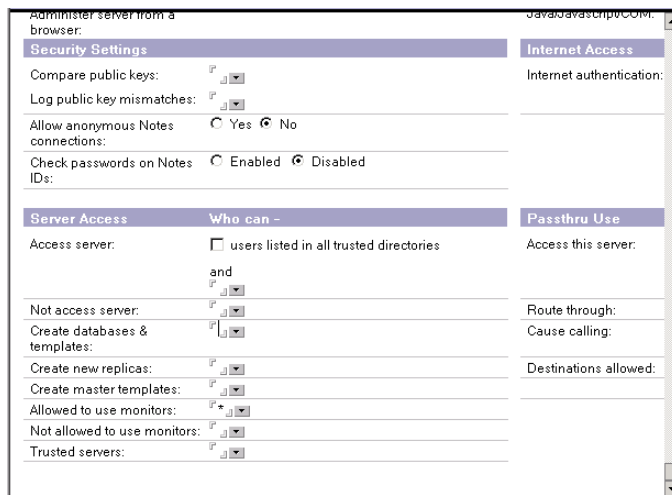 Administer server from a
browser:
Java/Javascript/COM:
Security Settings
Internet Access
Compare public keys:
Internet authentication:
Log public key mismatches:
Allow anonymous Notes
connections:
Yes No
Check passwords on Notes
IDs:
Enabled Disabled
Server Access Who can -
Passthru Use
Access server:
users listed in all trusted directories
and
Access this server:
Not access server:
Route through:
Create databases &
templates:
Cause calling:
Create new replicas:
Destinations allowed:
Create master templates:
Allowed to use monitors: *
Not allowed to use monitors:
Trusted servers: